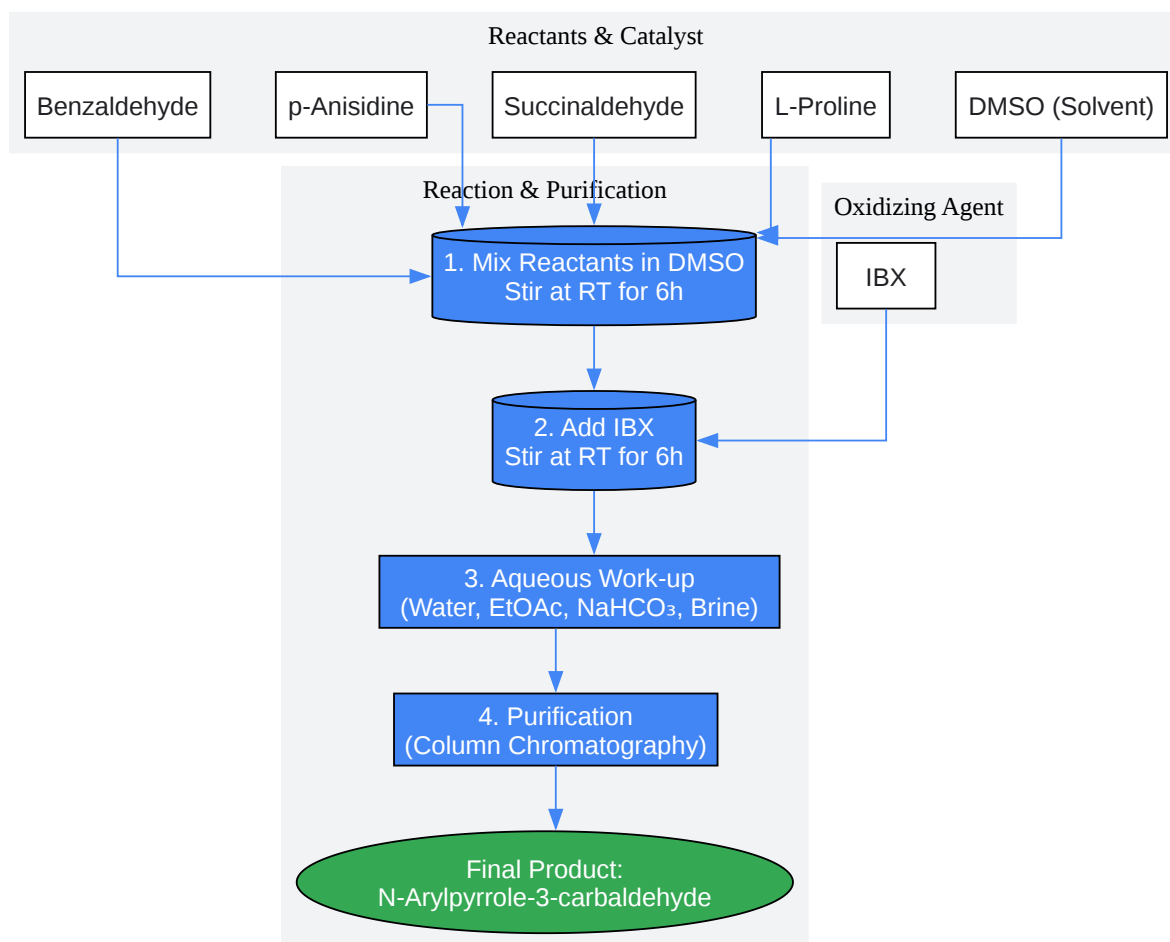 Reactants & Catalyst
Benzaldehyde
p-Anisidine
Succinaldehyde
L-Proline
DMSO (Solvent)
Reaction & Purification
Oxidizing Agent
1. Mix Reactants in DMSO
Stir at RT for 6h
IBX
2. Add IBX
Stir at RT for 6h
3. Aqueous Work-up
(Water, EtOAc, NaHCO₃, Brine)
4. Purification
(Column Chromatography)
Final Product:
N-Arylpyrrole-3-carbaldehyde